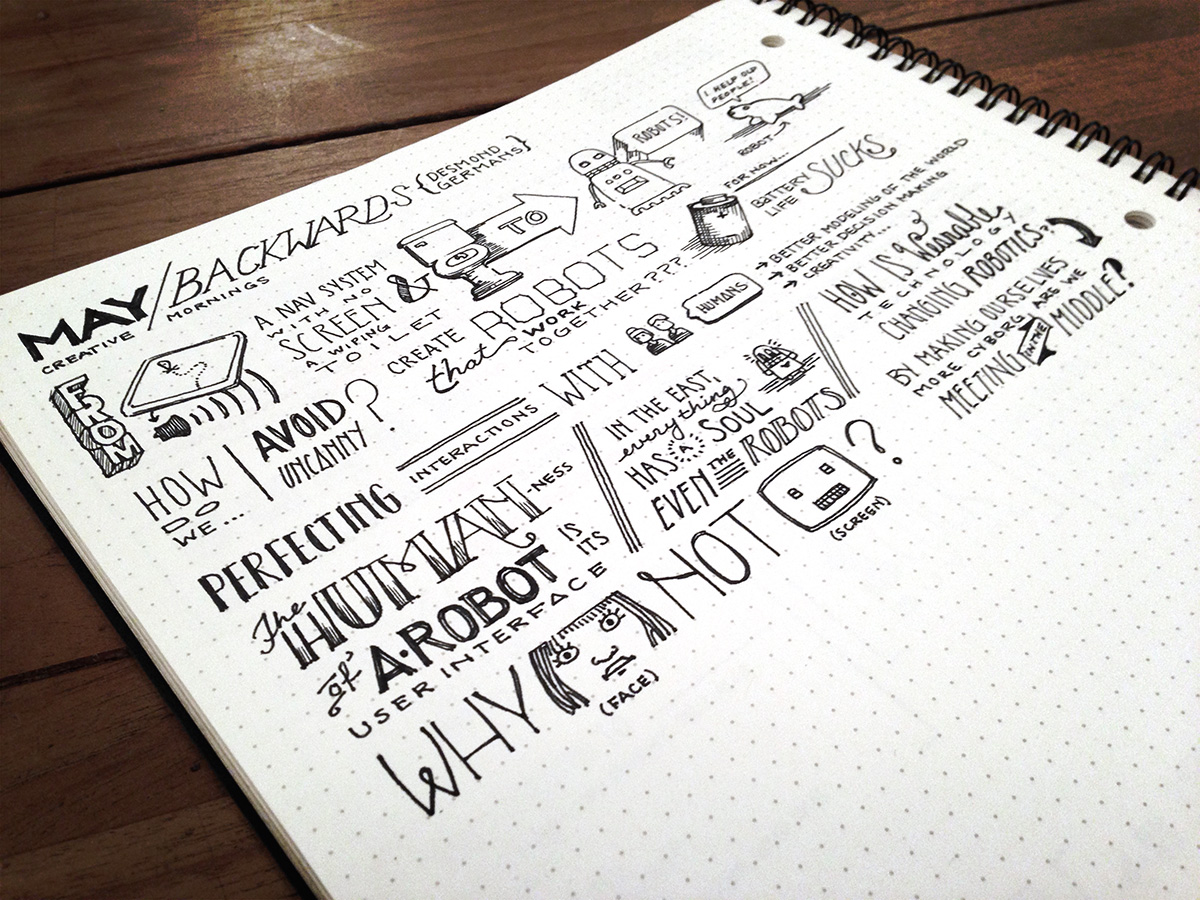 MAY/BACKWARDS {DESMOND GERMANS}
CREATIVE MORNINGS
FROM
A NAV SYSTEM
WITH NO
SCREEN &
A WIPING
TOILET
TO
ROBOTS!
I HELP OLD
PEOPLE!
ROBOT
FOR NOW...
BATTERY
LIFE SUCKS
HOW
DO
WE...
AVOID
UNCANNY?
CREATE ROBOTS
that WORK
TOGETHER???
PERFECTING
INTERACTIONS
WITH
HUMANS
→ BETTER MODELING OF THE WORLD
→ BETTER DECISION MAKING
→ CREATIVITY...
The HUMAN-NESS
of A·ROBOT IS ITS
USER INTERFACE
IN THE EAST,
everything
HAS A SOUL
EVEN THE ROBOTS
HOW IS Wearable
TECHNOLOGY
CHANGING ROBOTICS?
BY MAKING OURSELVES
MORE CYBORG ARE WE
MEETING IN THE MIDDLE?
WHY
(FACE)
NOT
(SCREEN)
?